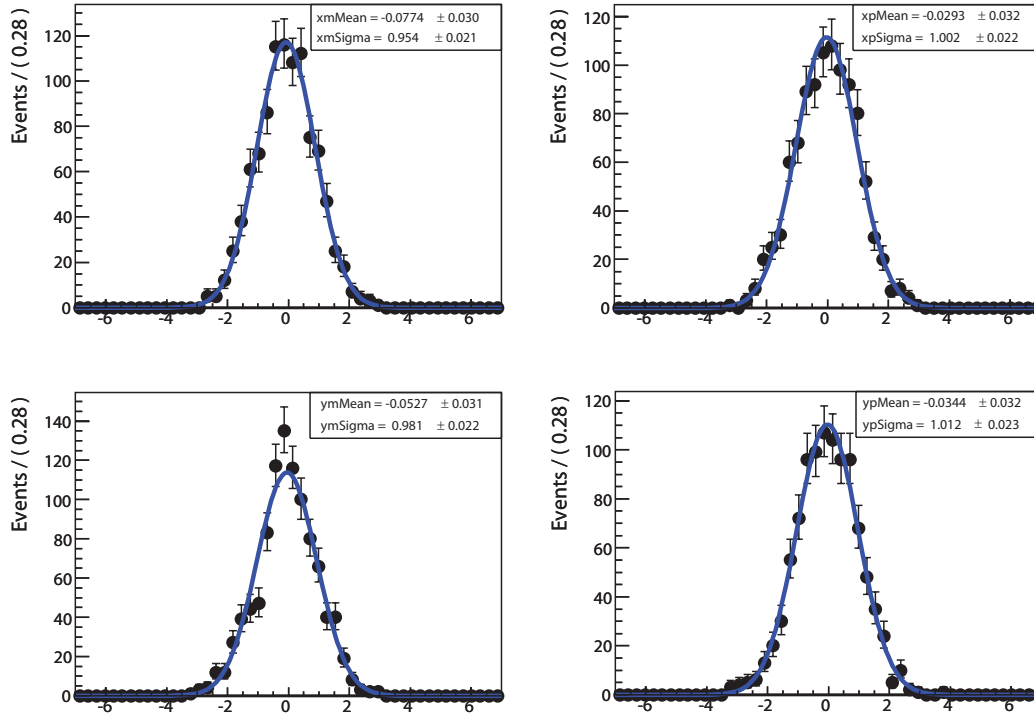 xmMean = -0.0774 ± 0.030
xmSigma = 0.954 ± 0.021
Events / ( 0.28)
120
100
80
60
40
20
0
-6 -4 -2 0 2 4 6
xpMean = -0.0293 ± 0.032
xpSigma = 1.002 ± 0.022
Events / ( 0.28)
120
100
80
60
40
20
0
-6 -4 -2 0 2 4 6
ymMean = -0.0527 ± 0.031
ymSigma = 0.981 ± 0.022
Events / ( 0.28)
140
120
100
80
60
40
20
0
-6 -4 -2 0 2 4 6
ypMean = -0.0344 ± 0.032
ypSigma = 1.012 ± 0.023
Events / ( 0.28)
120
100
80
60
40
20
0
-6 -4 -2 0 2 4 6